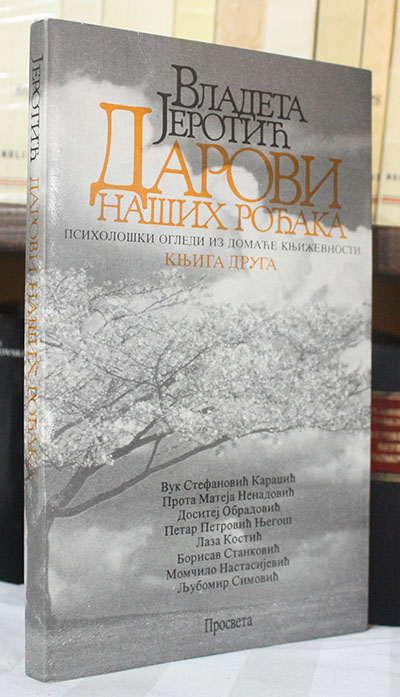 Владета
Јеротић
Дарови
наших рођака
психолошки огледи из домаће књижевности
књига друга
Вук Стефановић Караџић
Прота Матеја Ненадовић
Доситеј Обрадовић
Петар Петровић Његош
Лаза Костић
Борисав Станковић
Момчило Настасијевић
Љубомир Симовић
Просвета
Јеротић Дарови наших рођака